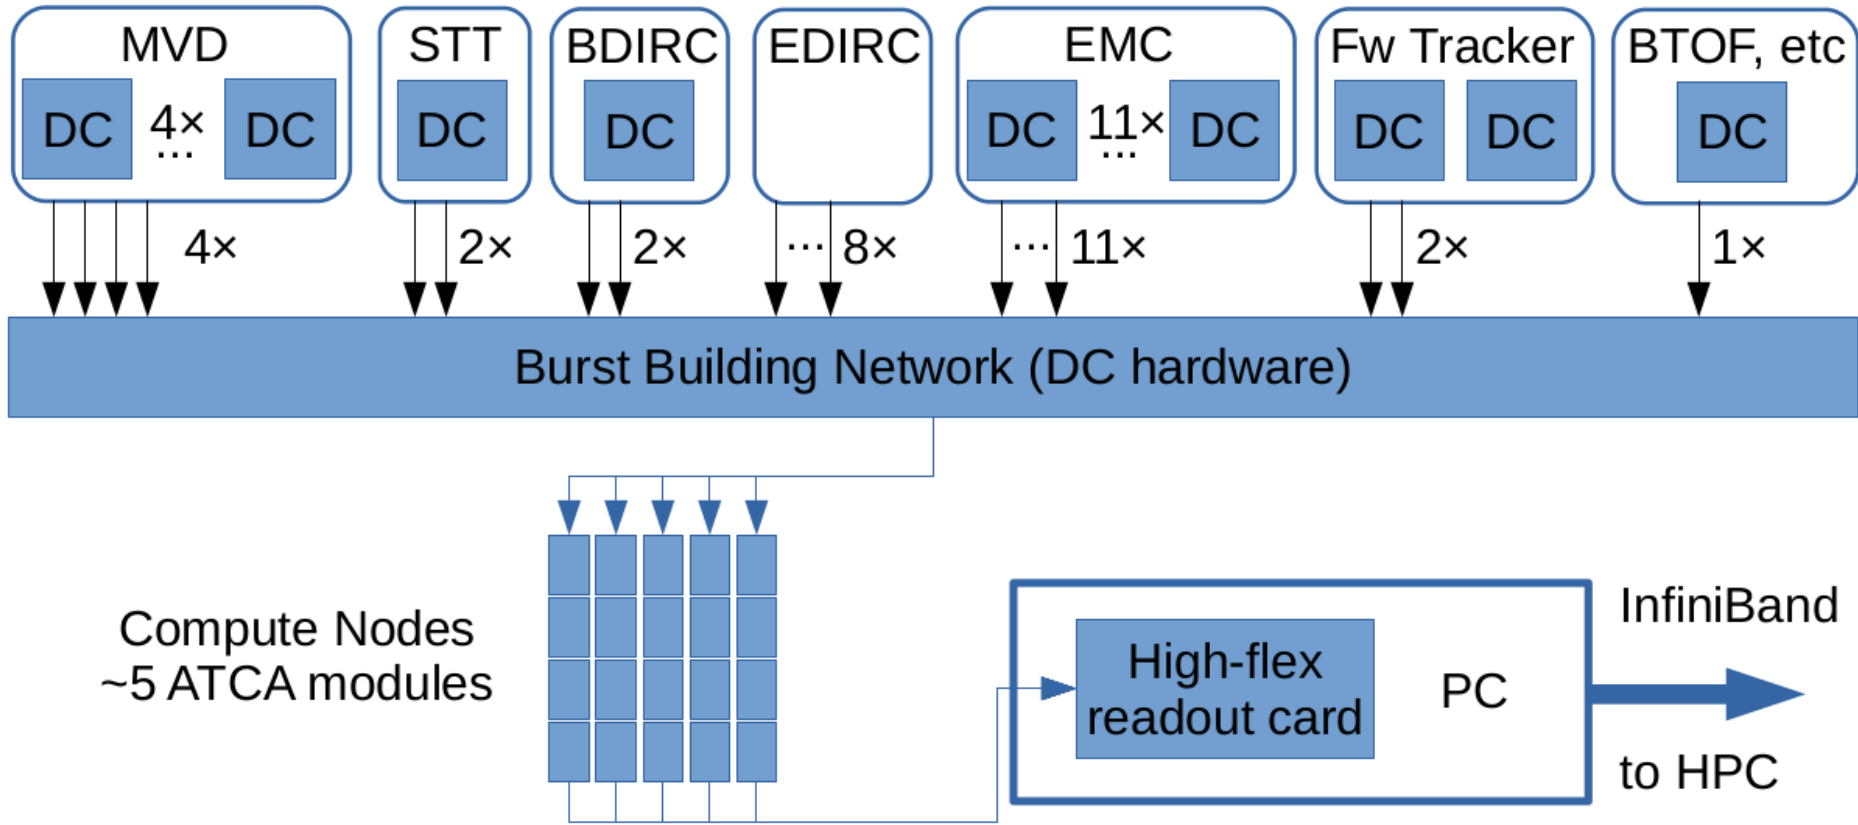 MVD
STT
BDIRC
EDIRC
EMC
Fw Tracker
BTOF, etc
DC
4×
...
DC
DC
DC
DC
11×
...
DC
DC
DC
DC
4×
2×
2×
... 8×
... 11×
2×
1×
Burst Building Network (DC hardware)
Compute Nodes
~5 ATCA modules
High-flex
readout card
PC
InfiniBand
to HPC